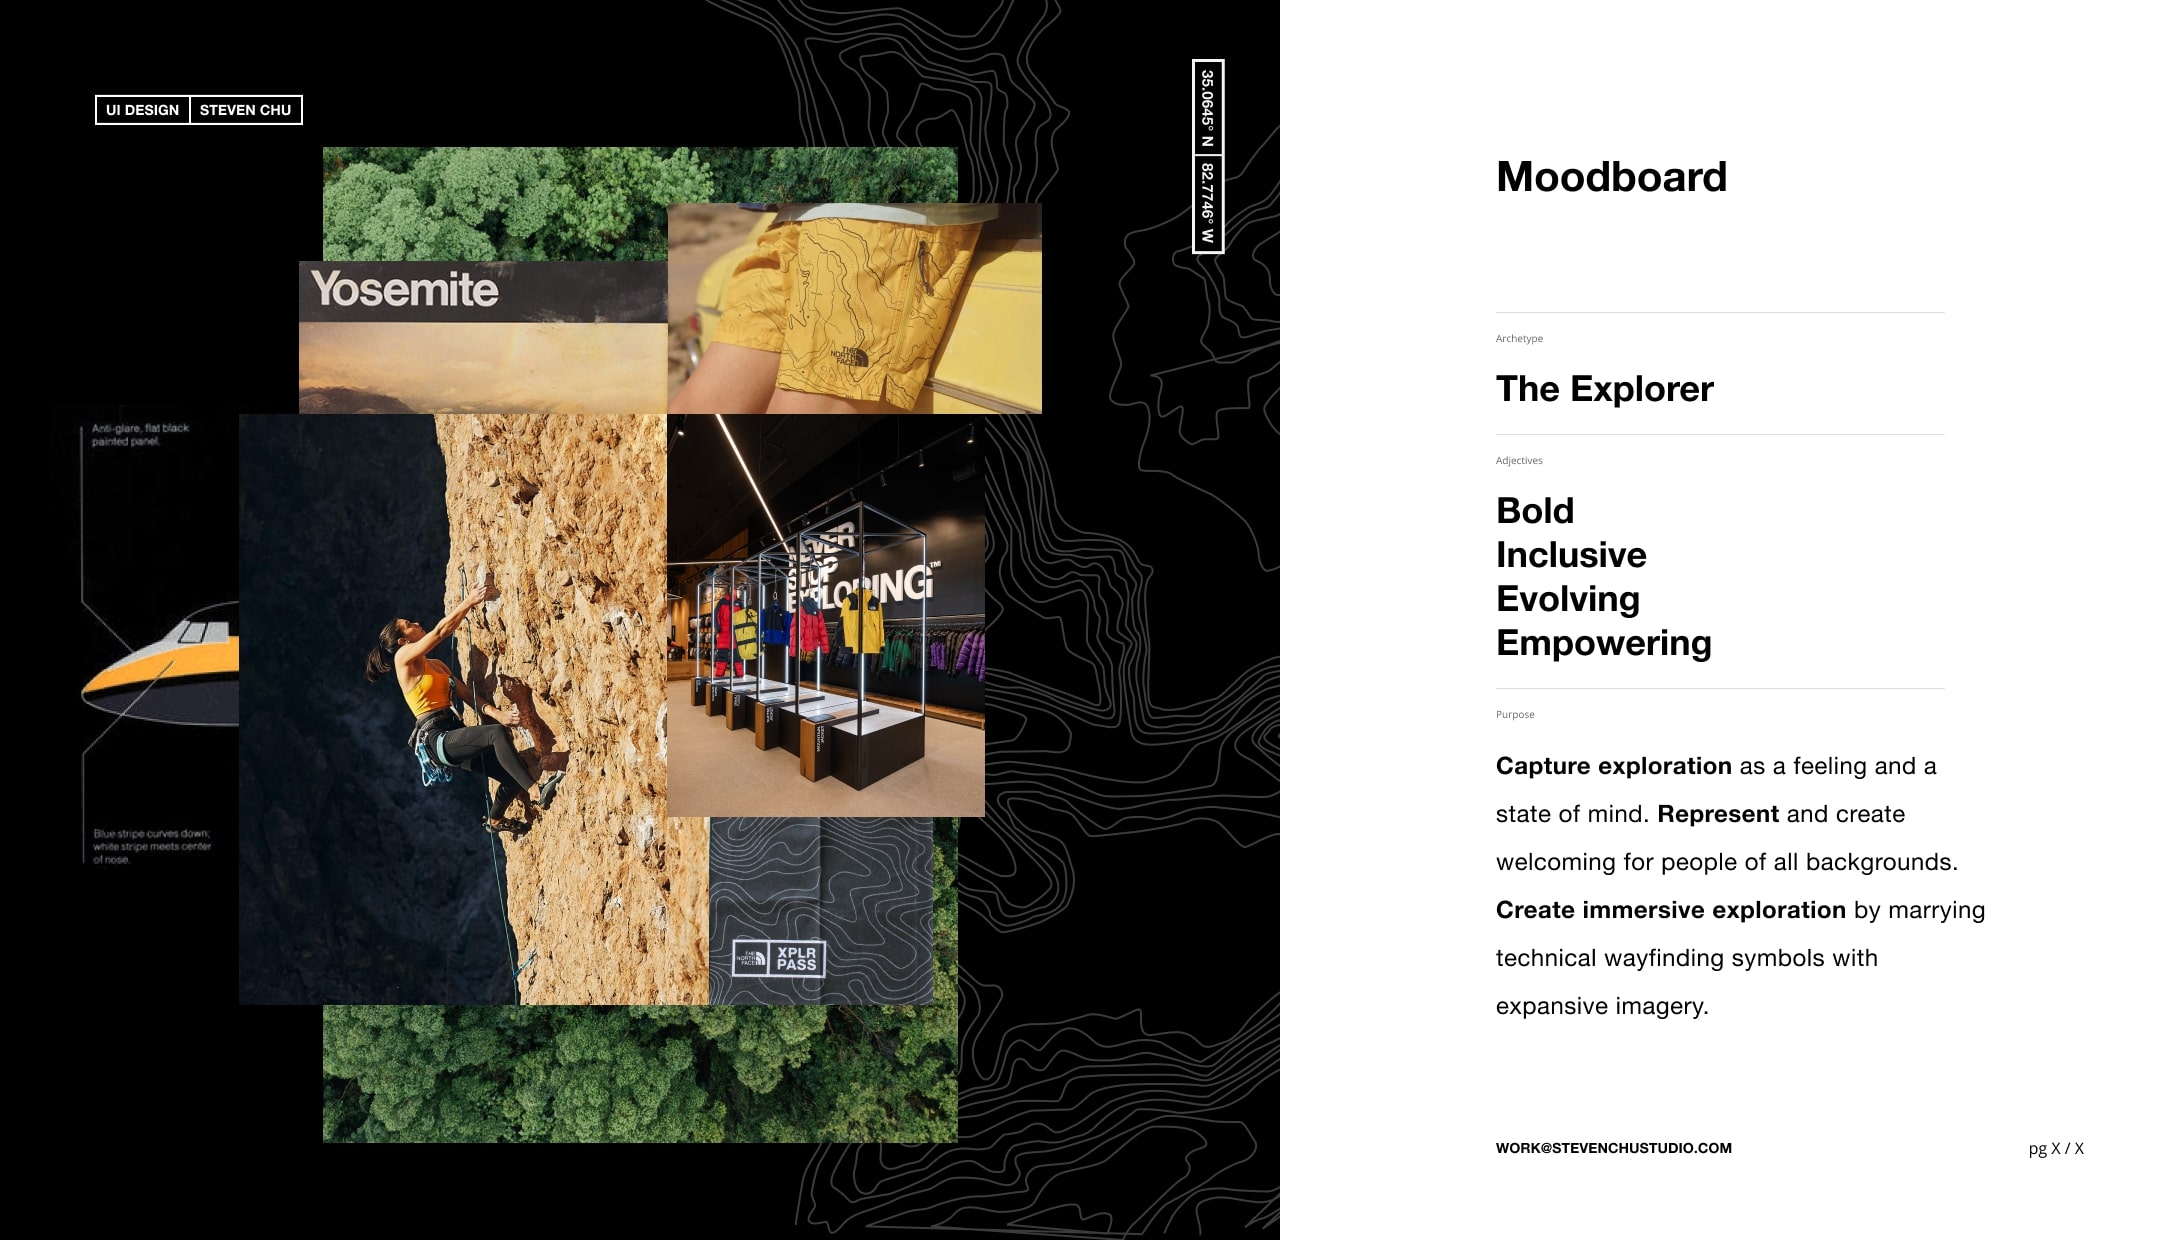 UI DESIGN
STEVEN CHU
35.0645° N
82.7746° W
Yosemite
THE
NORTH
FACE
Anti-glare, flat black
painted panel.
NEVER
STOP
EXPLORING™
Blue stripe curves down;
white stripe meets center
of nose.
THE
NORTH
FACE
XPLR
PASS
Moodboard
Archetype
The Explorer
Adjectives
Bold
Inclusive
Evolving
Empowering
Purpose
Capture exploration as a feeling and a
state of mind. Represent and create
welcoming for people of all backgrounds.
Create immersive exploration by marrying
technical wayfinding symbols with
expansive imagery.
WORK@STEVENCHUSTUDIO.COM
pg X / X